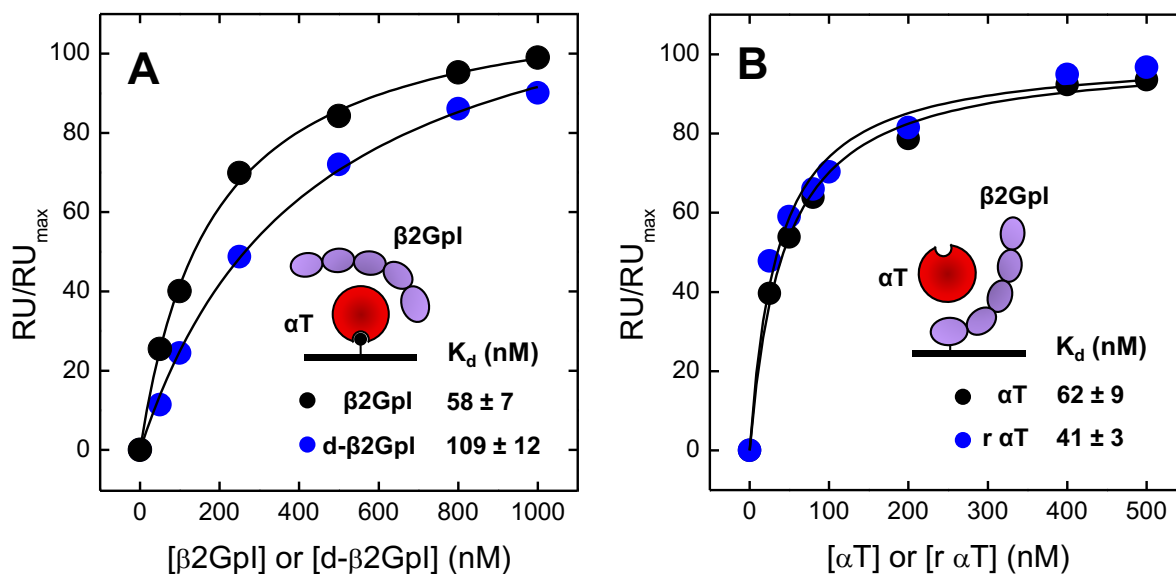 A
RU/RUmax
100
80
60
40
20
0
β2GpI
αT
Kd (nM)
β2GpI 58 ± 7
d-β2GpI 109 ± 12
0 200 400 600 800 1000
[β2GpI] or [d-β2GpI] (nM)
B
RU/RUmax
100
80
60
40
20
0
β2GpI
αT
Kd (nM)
αT 62 ± 9
r αT 41 ± 3
0 100 200 300 400 500
[αT] or [r αT] (nM)